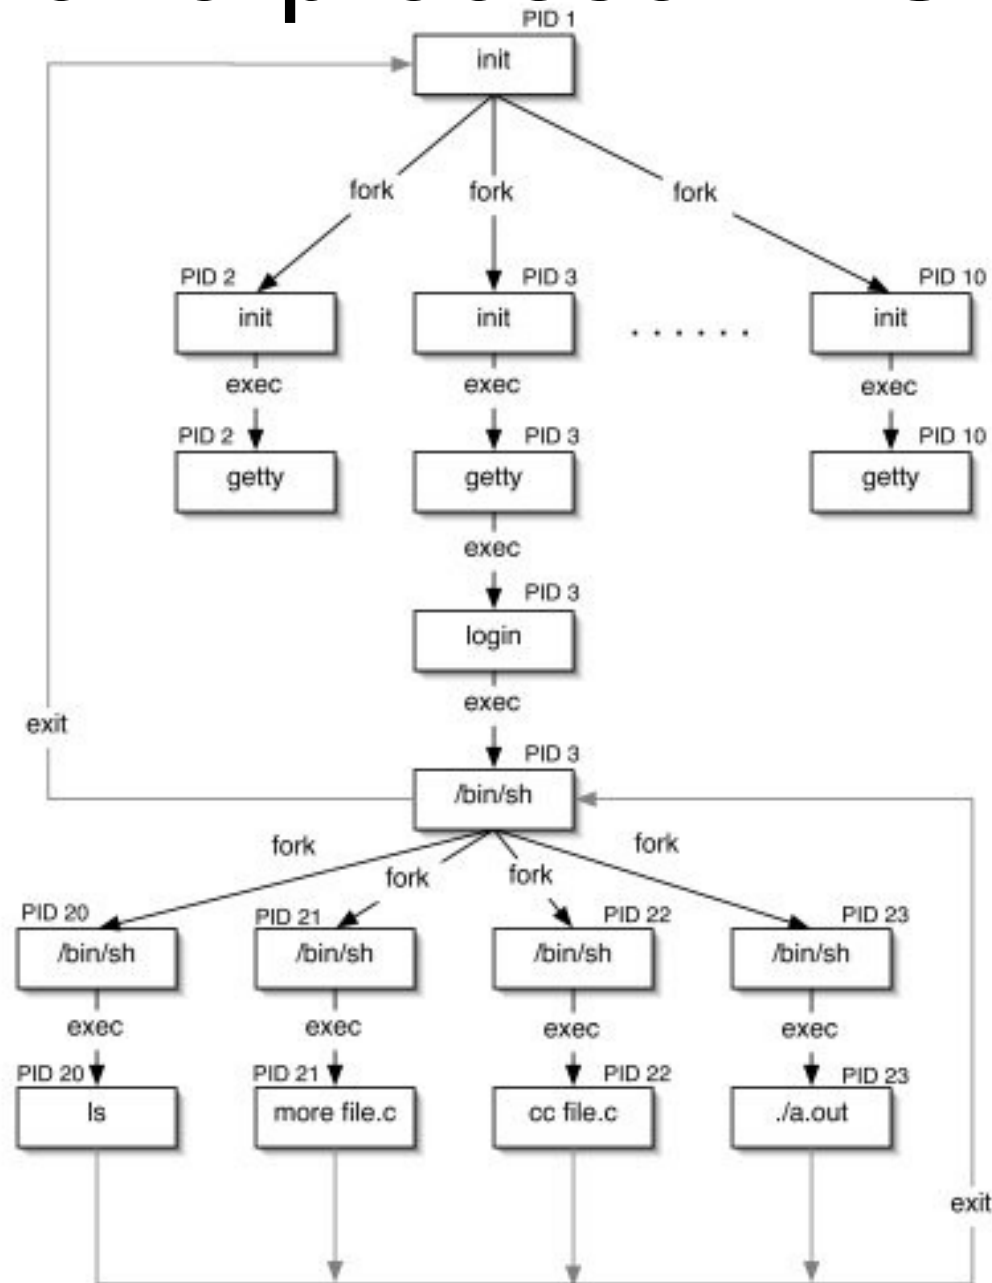 PID 1
init
fork fork fork
PID 2 PID 3 PID 10
init init . . . . . . init
exec exec exec
PID 2 PID 3 PID 10
getty getty getty
exec
PID 3
login
exec
exit
PID 3
/bin/sh
fork fork fork fork
PID 20 PID 21 PID 22 PID 23
/bin/sh /bin/sh /bin/sh /bin/sh
exec exec exec exec
PID 20 PID 21 PID 22 PID 23
ls more file.c cc file.c ./a.out
exit